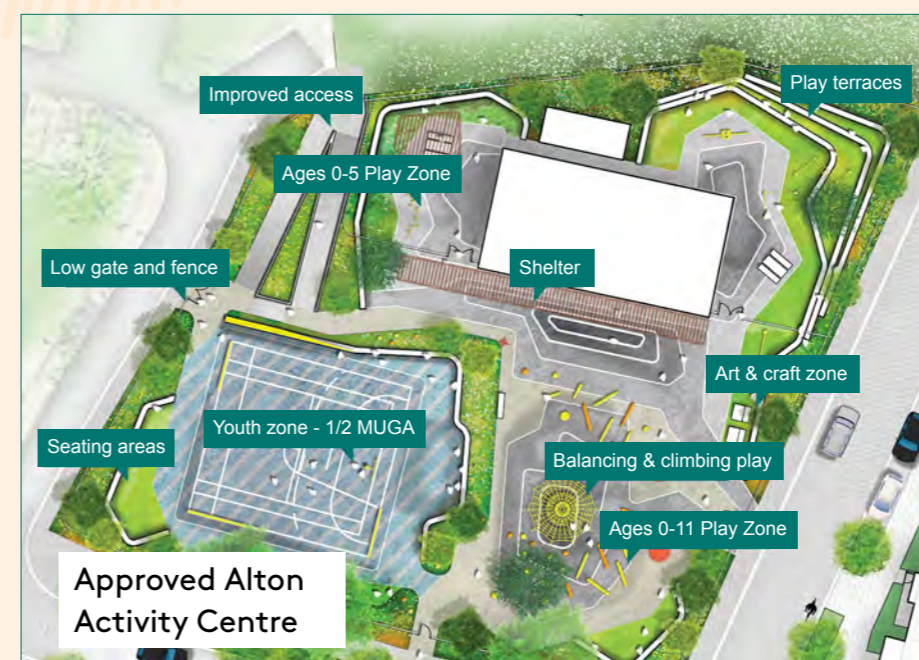 Improved access
Play terraces
Ages 0-5 Play Zone
Low gate and fence
Shelter
Art & craft zone
Youth zone - 1/2 MUGA
Seating areas
Balancing & climbing play
Ages 0-11 Play Zone
Approved Alton
Activity Centre